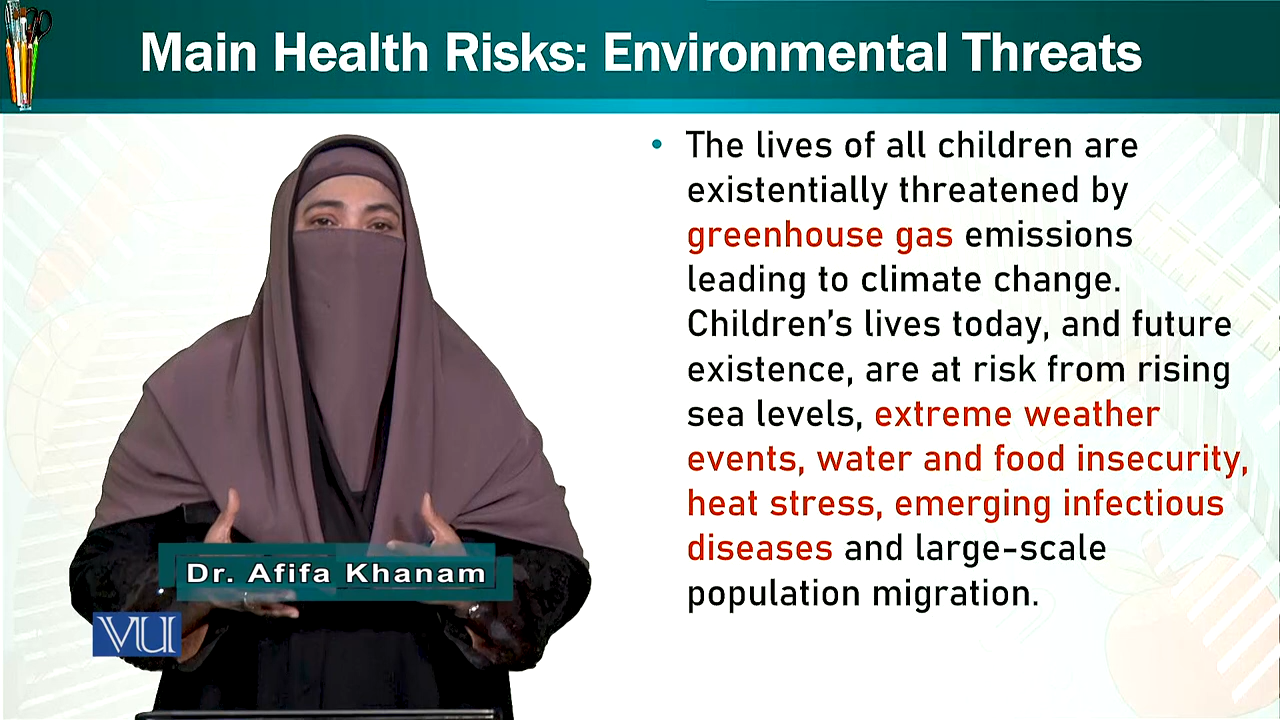 Main Health Risks: Environmental Threats
• The lives of all children are
existentially threatened by
greenhouse gas emissions
leading to climate change.
Children’s lives today, and future
existence, are at risk from rising
sea levels, extreme weather
events, water and food insecurity,
heat stress, emerging infectious
diseases and large-scale
population migration.
Dr. Afifa Khanam
VU